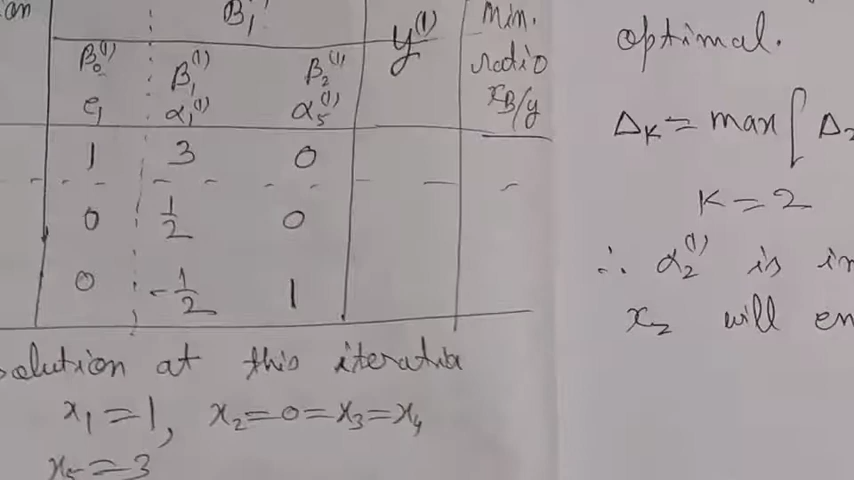 B₁
y⁽¹⁾
Min.
ratio
x_B/y
β₀⁽¹⁾ β₁⁽¹⁾ β₂⁽¹⁾
e₁ α₁⁽¹⁾ α₅⁽¹⁾
1 3 0
0 1/2 0
0 -1/2 1
solution at this iteration
x₁ = 1, x₂ = 0 = x₃ = x₄
x₅ = 3
optimal.
Δ_K = max [ Δ₂
K = 2
∴ α₂⁽¹⁾ is in
x₂ will en